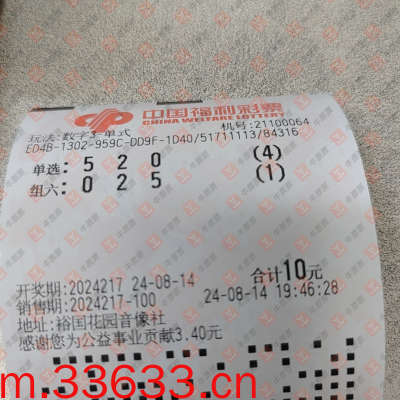 中国福利彩票
CHINA WELFARE LOTTERY
玩法:数字3-单式 机号:21100064
ED4B-1302-959C-DD9F-1D40/51711113/84316
单选: 5 2 0 (4)
组六: 0 2 5 (1)
开奖期:2024217 24-08-14 合计10元
销售期:2024217-100 24-08-14 19:46:28
地址:裕国花园音像社
感谢您为公益事业贡献3.40元
m.33633.cn